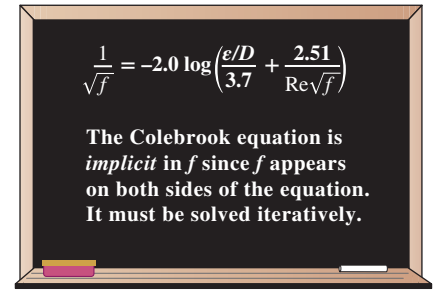 1/√f = –2.0 log(ε/D/3.7 + 2.51/Re√f)
The Colebrook equation is
implicit in f since f appears
on both sides of the equation.
It must be solved iteratively.